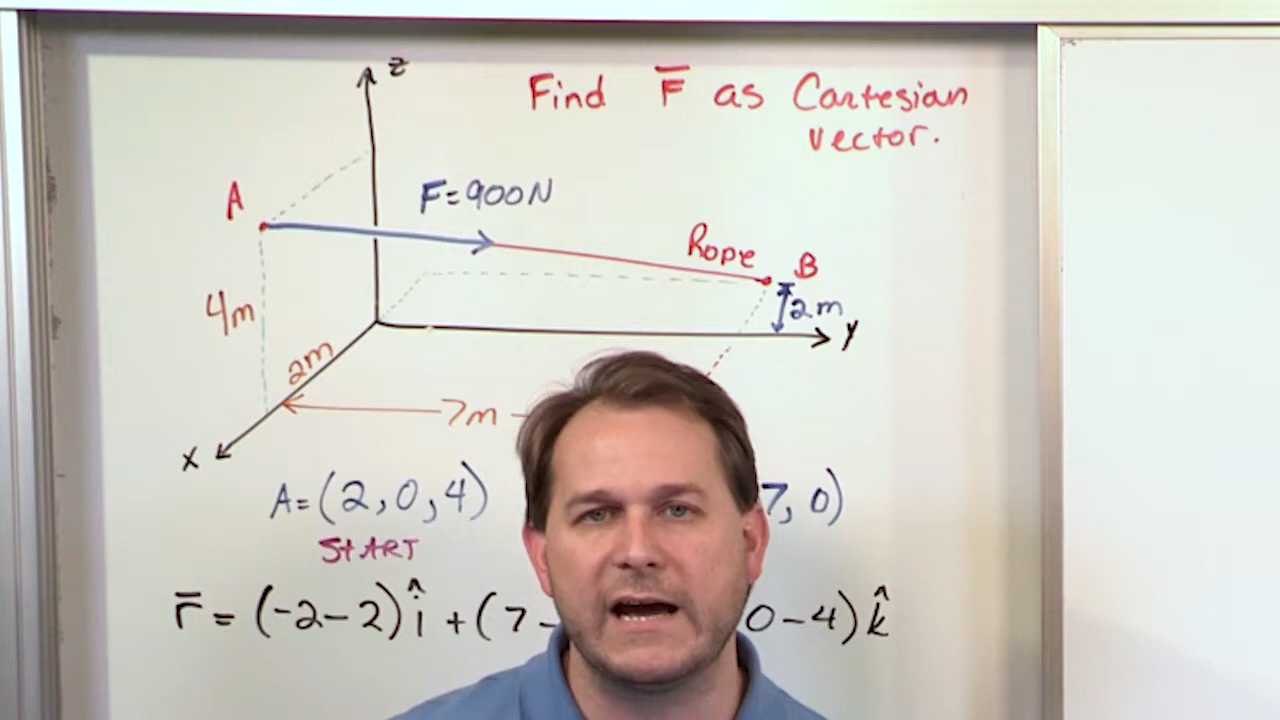 z
Find F̄ as Cartesian
vector.
A
F=900N
Rope
B
4m
2m
y
2m
7m
x
A=(2,0,4)
7, 0)
START
r̄ = (-2-2)î + (7-
0-4)k̂